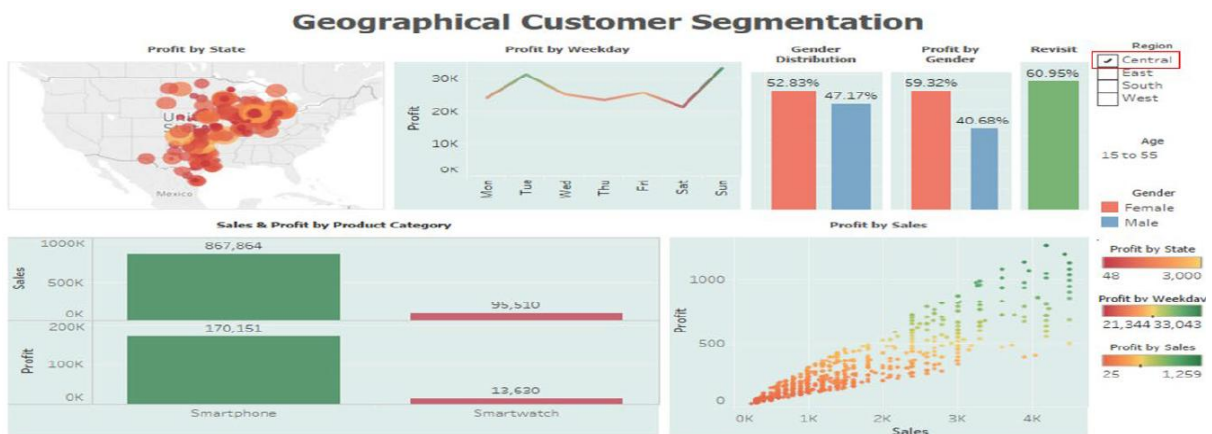 Geographical Customer Segmentation
Profit by State
Mexico
Profit by Weekday
Profit
30K
20K
10K
0K
Mon
Tue
Wed
Thu
Fri
Sat
Sun
Gender
Distribution
52.83%
47.17%
Profit by
Gender
59.32%
40.68%
Revisit
60.95%
Region
Central
East
South
West
Age
15 to 55
Gender
Female
Male
Sales & Profit by Product Category
Sales
1000K
500K
0K
867,864
95,510
Profit
200K
100K
0K
170,151
13,630
Smartphone
Smartwatch
Profit by Sales
Profit
1000
500
0
0K
1K
2K
3K
4K
Sales
Profit by State
48
3,000
Profit by Weekday
21,344
33,043
Profit by Sales
25
1,259